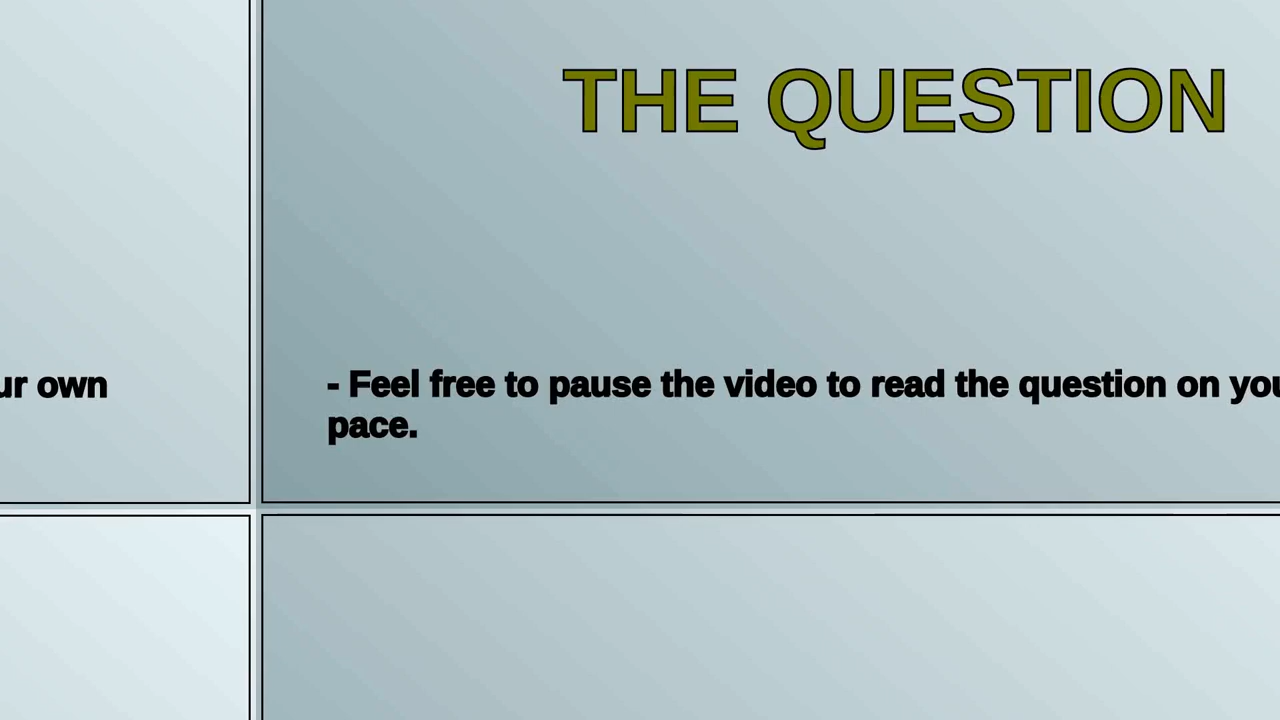 THE QUESTION
ur own
- Feel free to pause the video to read the question on you
pace.